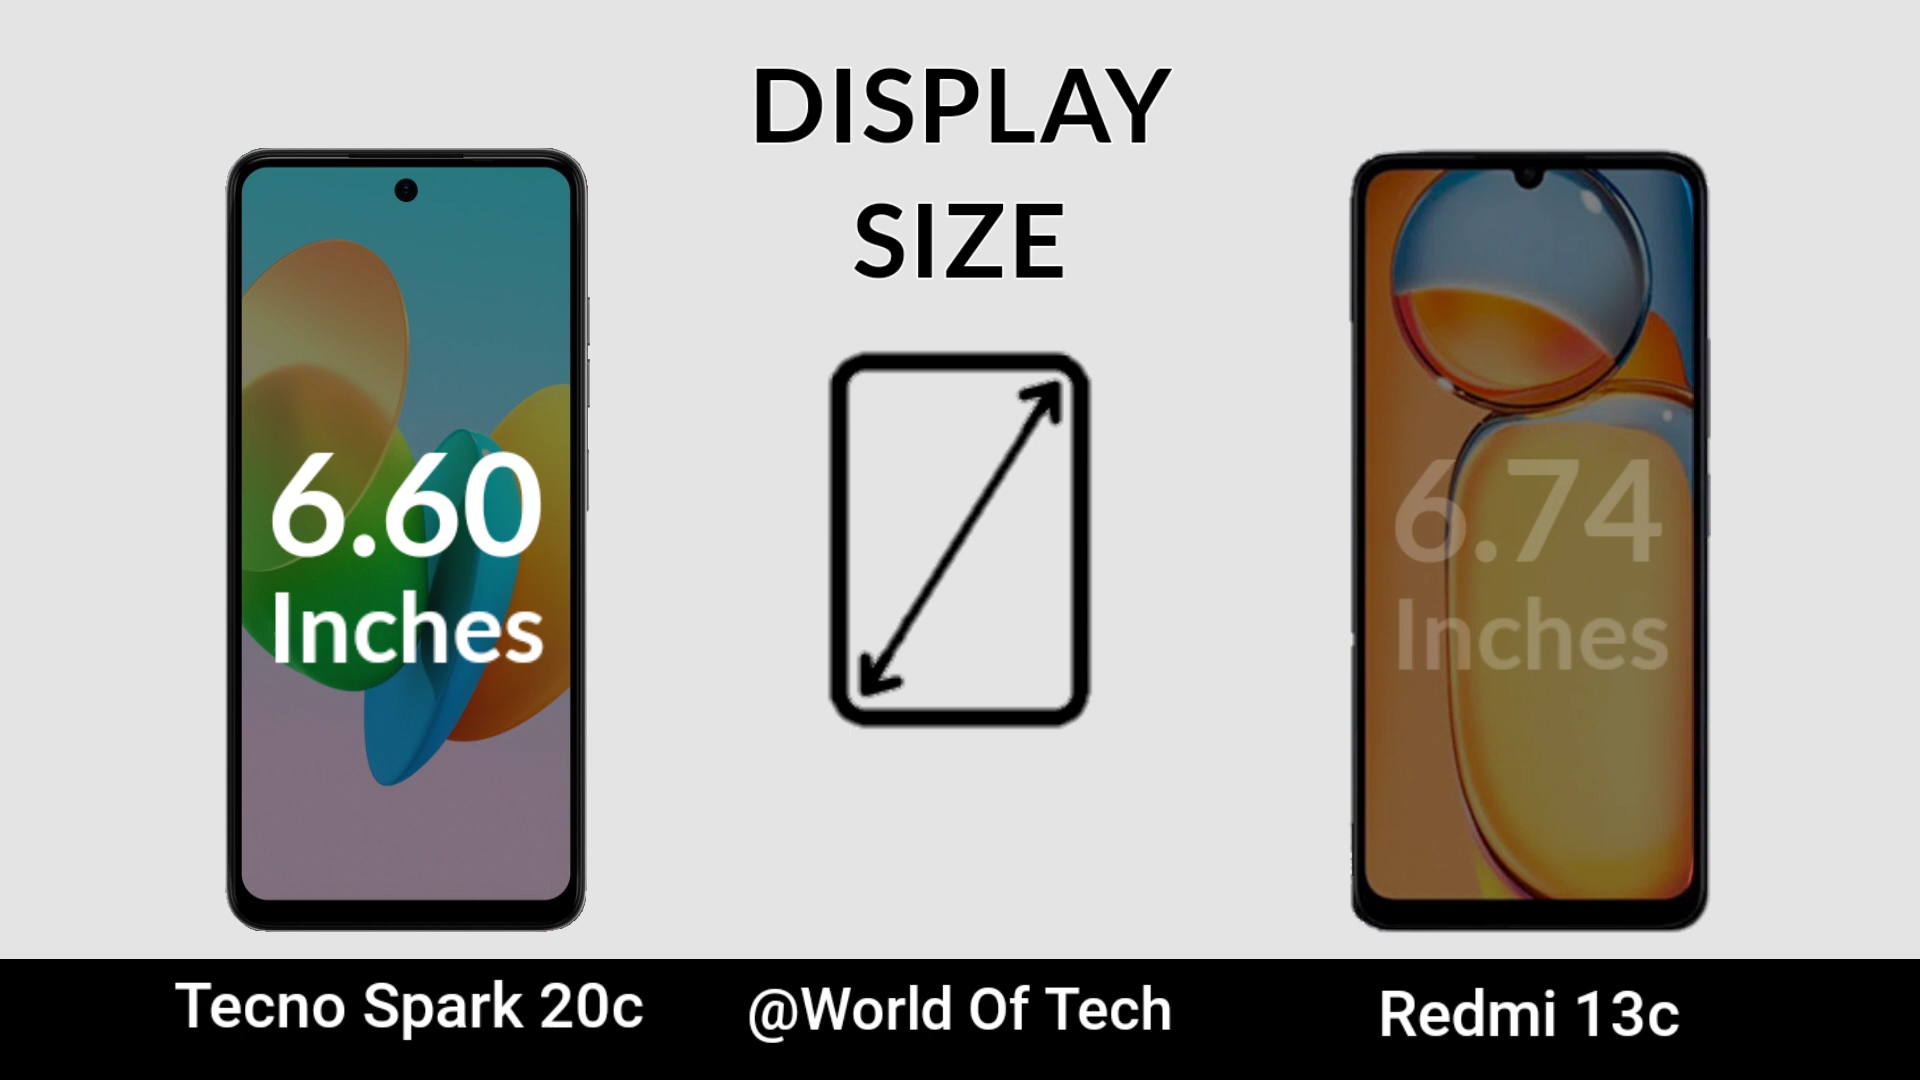 DISPLAY
SIZE
6.60
Inches
6.74
Inches
Tecno Spark 20c
@World Of Tech
Redmi 13c